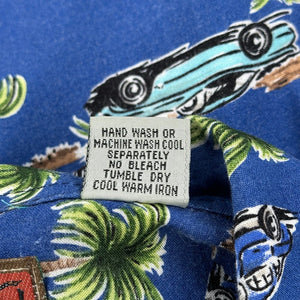 HAND WASH OR
MACHINE WASH COOL
SEPARATELY
NO BLEACH
TUMBLE DRY
COOL WARM IRON